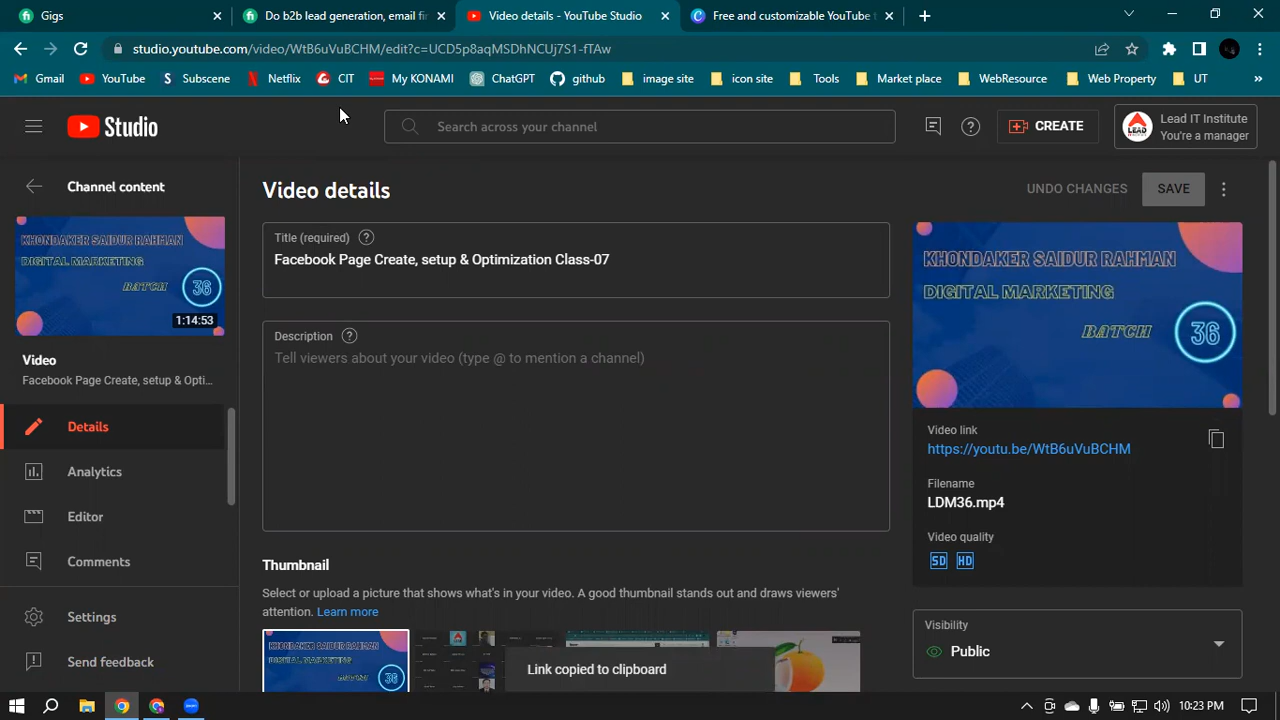 Gigs
Do b2b lead generation, email fi
Video details - YouTube Studio
Free and customizable YouTube t
studio.youtube.com/video/WtB6uVuBCHM/edit?c=UCD5p8aqMSDhNCUj7S1-fTAw
Gmail YouTube Subscene Netflix CIT My KONAMI ChatGPT github image site icon site Tools Market place WebResource Web Property UT »
Studio
Search across your channel
CREATE
Lead IT Institute
You're a manager
Channel content
KHONDAKER SAIDUR RAHMAN
DIGITAL MARKETING
BATCH 36
1:14:53
Video
Facebook Page Create, setup & Opti...
Details
Analytics
Editor
Comments
Settings
Send feedback
Video details
UNDO CHANGES SAVE
Title (required)
Facebook Page Create, setup & Optimization Class-07
Description
Tell viewers about your video (type @ to mention a channel)
Thumbnail
Select or upload a picture that shows what's in your video. A good thumbnail stands out and draws viewers'
attention. Learn more
KHONDAKER SAIDUR RAHMAN
DIGITAL MARKETING
BATCH 36
Link copied to clipboard
KHONDAKER SAIDUR RAHMAN
DIGITAL MARKETING
BATCH 36
Video link
https://youtu.be/WtB6uVuBCHM
Filename
LDM36.mp4
Video quality
SD HD
Visibility
Public
10:23 PM